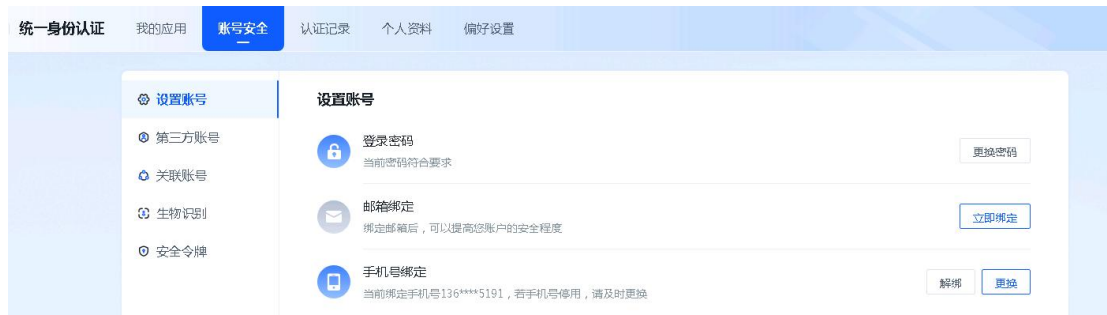 统一身份认证 我的应用 账号安全 认证记录 个人资料 偏好设置
设置账号
第三方账号
关联账号
生物识别
安全令牌
设置账号
登录密码
当前密码符合要求
更换密码
邮箱绑定
绑定邮箱后，可以提高您账户的安全程度
立即绑定
手机号绑定
当前绑定手机号136****5191，若手机号停用，请及时更换
解绑 更换